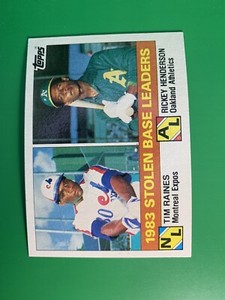 Topps
1983 STOLEN BASE LEADERS
NL
TIM RAINES
Montreal Expos
AL
RICKEY HENDERSON
Oakland Athletics